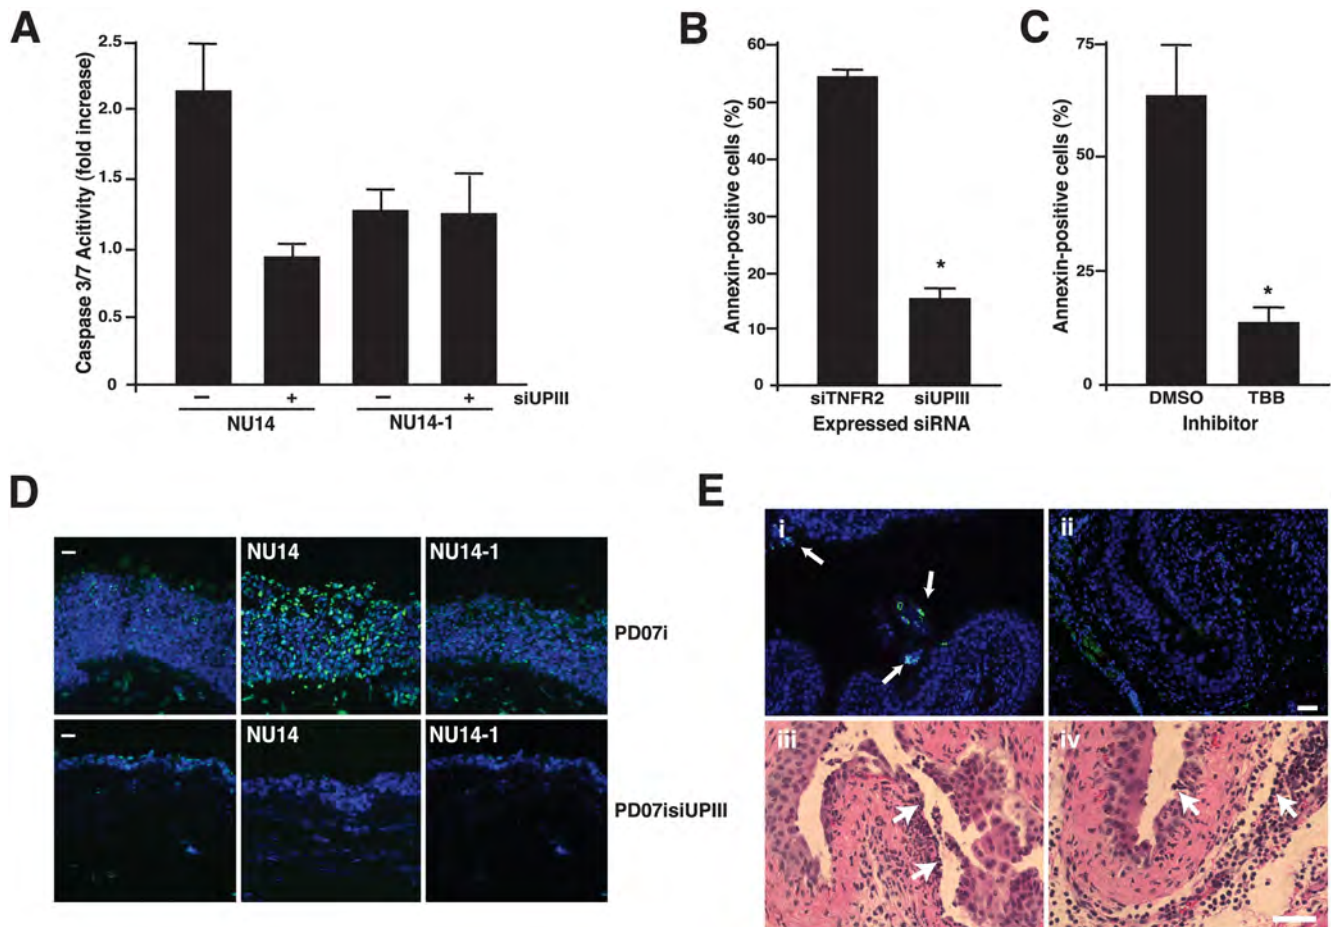 A
Caspase 3/7 Acitivity (fold increase)
2.5
2.0
1.5
1.0
0.5
0
– + – + siUPIII
NU14 NU14-1
B
Annexin-positive cells (%)
60
50
40
30
20
10
0
*
siTNFR2 siUPIII
Expressed siRNA
C
Annexin-positive cells (%)
75
50
25
0
*
DMSO TBB
Inhibitor
D
– NU14 NU14-1
PD07i
– NU14 NU14-1
PD07isiUPIII
E
i ii
iii iv